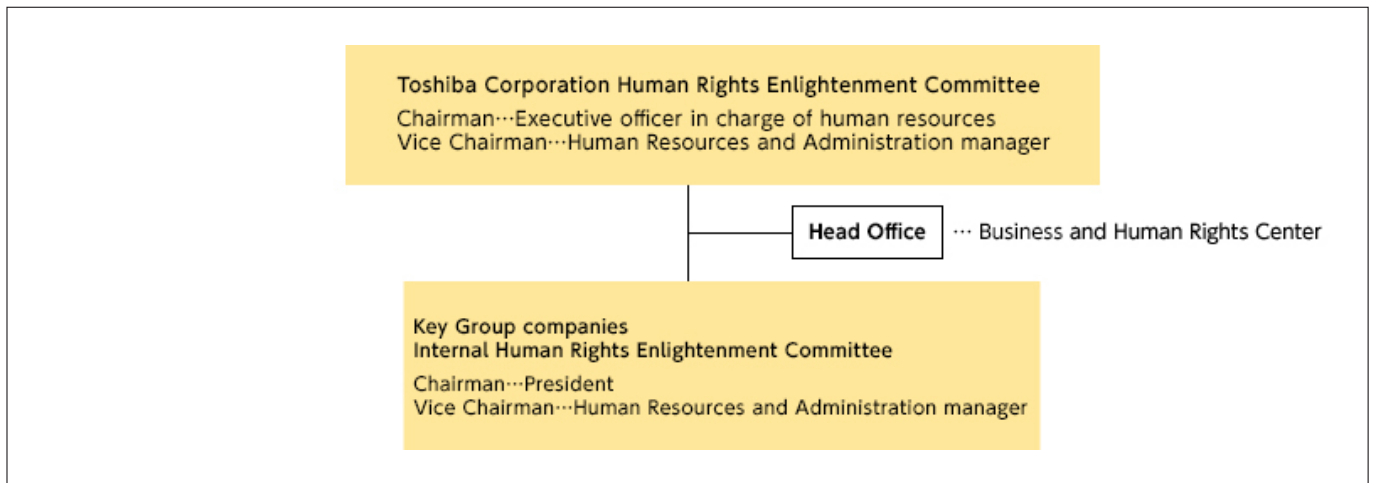 Toshiba Corporation Human Rights Enlightenment Committee
Chairman…Executive officer in charge of human resources
Vice Chairman…Human Resources and Administration manager
Head Office … Business and Human Rights Center
Key Group companies
Internal Human Rights Enlightenment Committee
Chairman…President
Vice Chairman…Human Resources and Administration manager